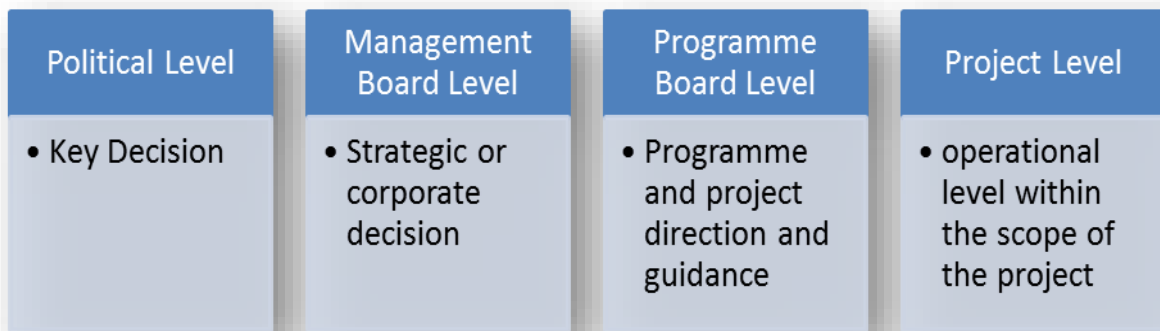 Political Level
• Key Decision
Management
Board Level
• Strategic or
corporate
decision
Programme
Board Level
• Programme
and project
direction and
guidance
Project Level
• operational
level within
the scope of
the project